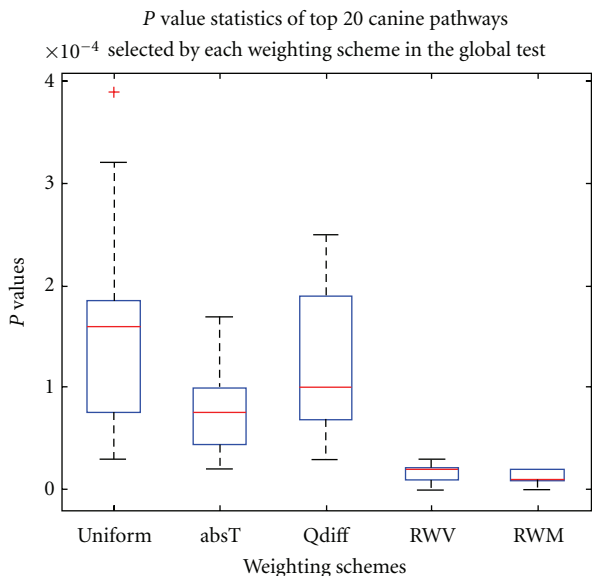 P value statistics of top 20 canine pathways
×10⁻⁴ selected by each weighting scheme in the global test
4
3
2
1
0
P values
Uniform absT Qdiff RWV RWM
Weighting schemes